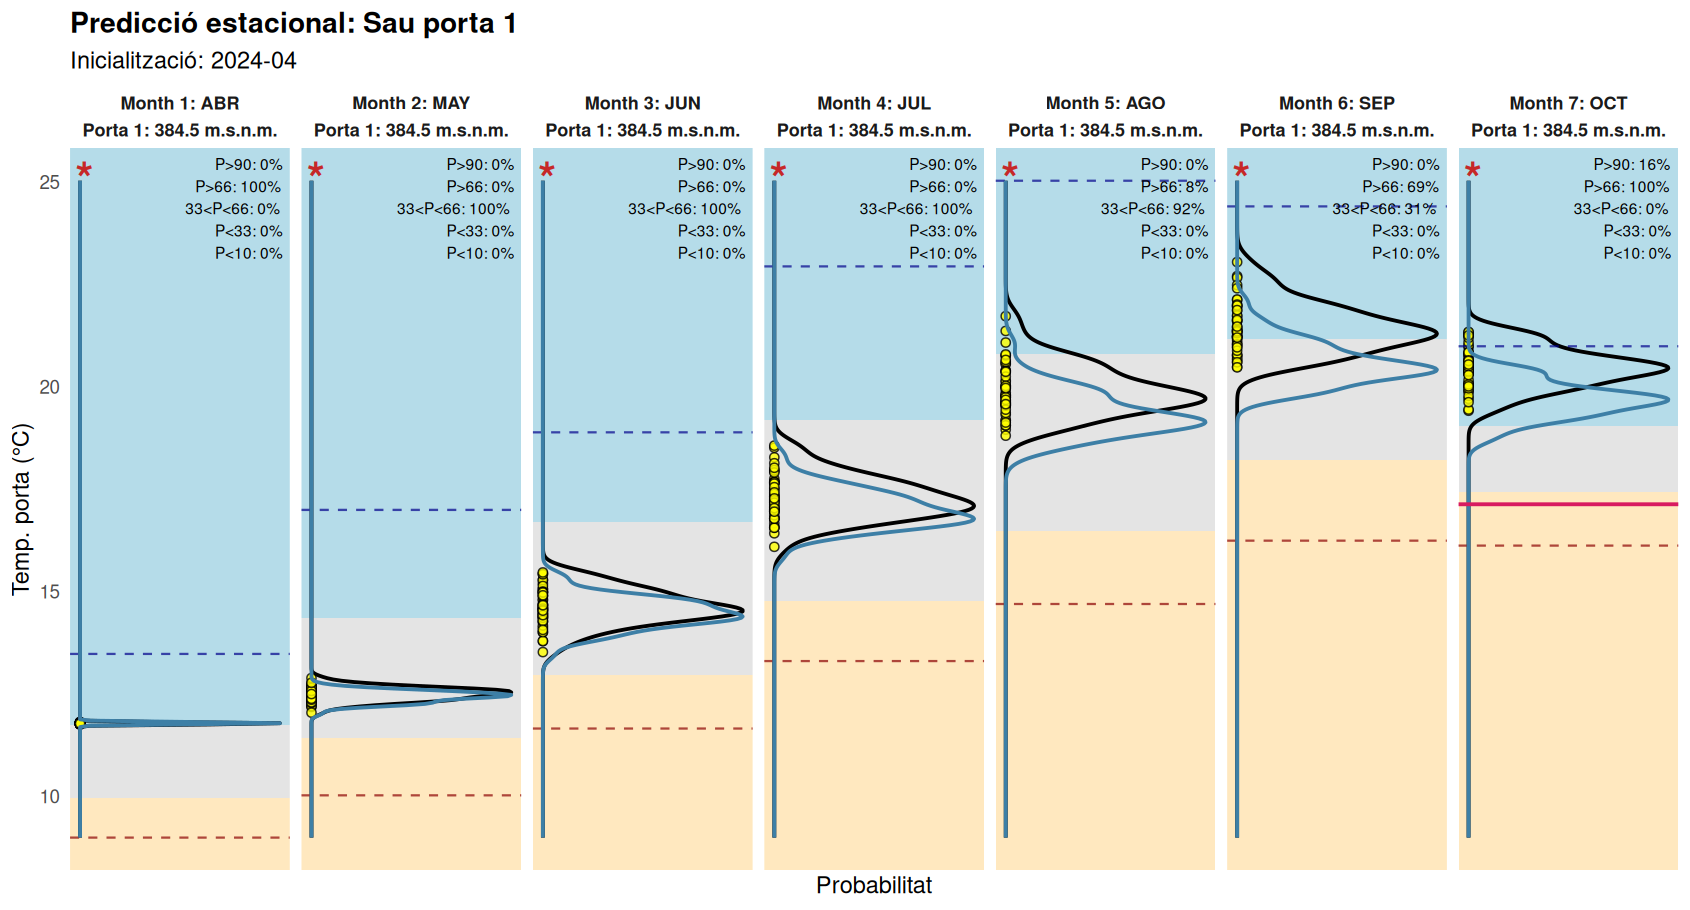 Predicció estacional: Sau porta 1
Inicialització: 2024-04
Month 1: ABR
Porta 1: 384.5 m.s.n.m.
Month 2: MAY
Porta 1: 384.5 m.s.n.m.
Month 3: JUN
Porta 1: 384.5 m.s.n.m.
Month 4: JUL
Porta 1: 384.5 m.s.n.m.
Month 5: AGO
Porta 1: 384.5 m.s.n.m.
Month 6: SEP
Porta 1: 384.5 m.s.n.m.
Month 7: OCT
Porta 1: 384.5 m.s.n.m.
*
P>90: 0%
P>66: 100%
33<P<66: 0%
P<33: 0%
P<10: 0%
*
P>90: 0%
P>66: 0%
33<P<66: 100%
P<33: 0%
P<10: 0%
*
P>90: 0%
P>66: 0%
33<P<66: 100%
P<33: 0%
P<10: 0%
*
P>90: 0%
P>66: 0%
33<P<66: 100%
P<33: 0%
P<10: 0%
*
P>90: 0%
P>66: 8%
33<P<66: 92%
P<33: 0%
P<10: 0%
*
P>90: 0%
P>66: 69%
33<P<66: 31%
P<33: 0%
P<10: 0%
*
P>90: 16%
P>66: 100%
33<P<66: 0%
P<33: 0%
P<10: 0%
25
20
15
10
Temp. porta (°C)
Probabilitat